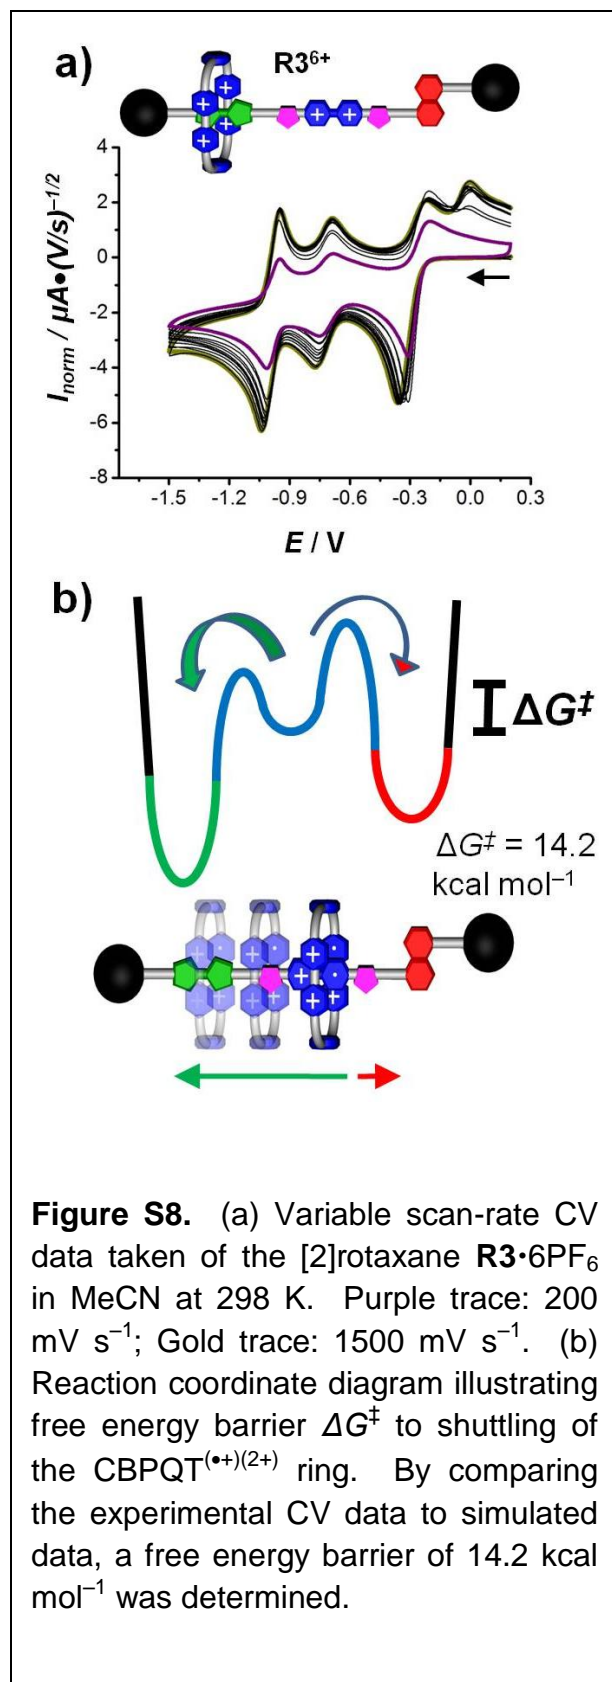 a)
R3⁶⁺
+ + + + + +
4
2
0
-2
-4
-6
-8
I_norm / µA•(V/s)^–1/2
-1.5 -1.2 -0.9 -0.6 -0.3 0.0 0.3
E / V
b)
ΔG‡
ΔG‡ = 14.2
kcal mol⁻¹
Figure S8. (a) Variable scan-rate CV
data taken of the [2]rotaxane R3•6PF₆
in MeCN at 298 K. Purple trace: 200
mV s⁻¹; Gold trace: 1500 mV s⁻¹. (b)
Reaction coordinate diagram illustrating
free energy barrier ΔG‡ to shuttling of
the CBPQT^(•+)(2+) ring. By comparing
the experimental CV data to simulated
data, a free energy barrier of 14.2 kcal
mol⁻¹ was determined.